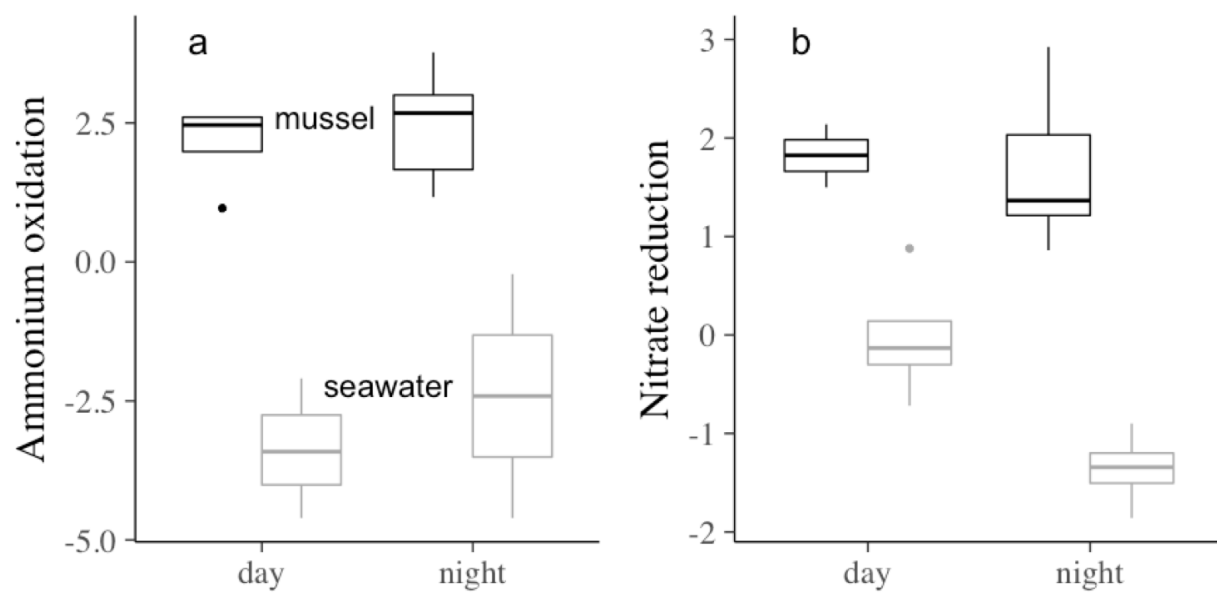 a
Ammonium oxidation
2.5
0.0
-2.5
-5.0
mussel
seawater
day night
b
Nitrate reduction
3
2
1
0
-1
-2
day night